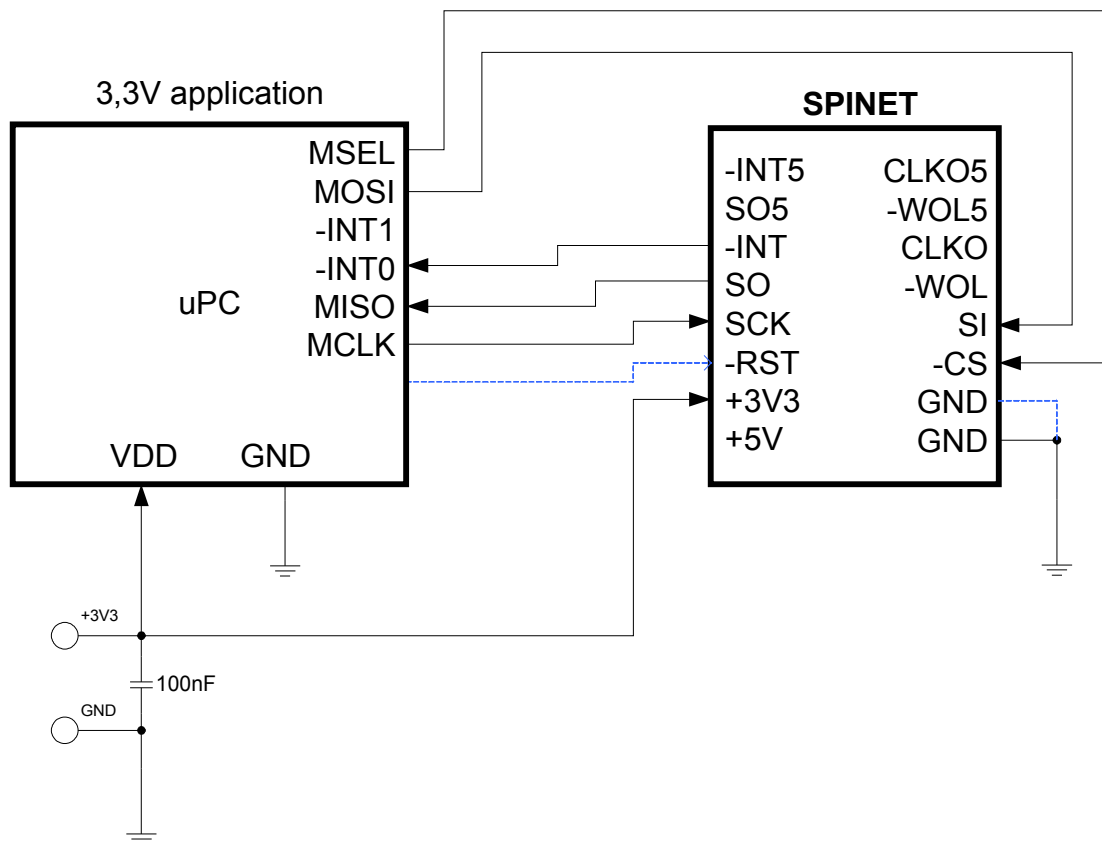 3,3V application
SPINET
MSEL
MOSI
-INT1
-INT0
MISO
MCLK
uPC
VDD GND
-INT5 CLKO5
SO5 -WOL5
-INT CLKO
SO -WOL
SCK SI
-RST -CS
+3V3 GND
+5V GND
+3V3
100nF
GND